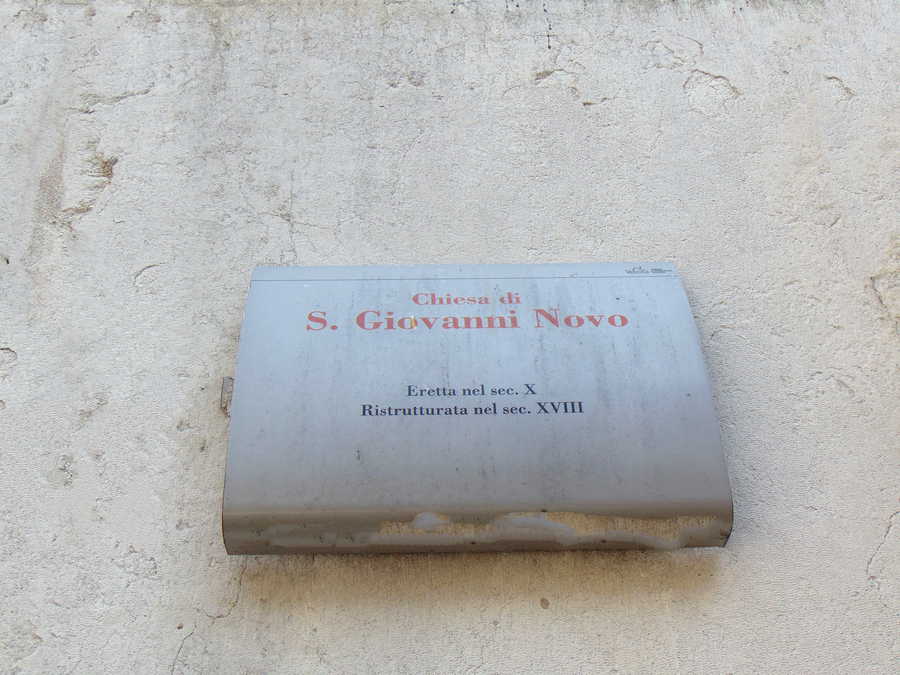 Chiesa di
S. Giovanni Novo
Eretta nel sec. X
Ristrutturata nel sec. XVIII